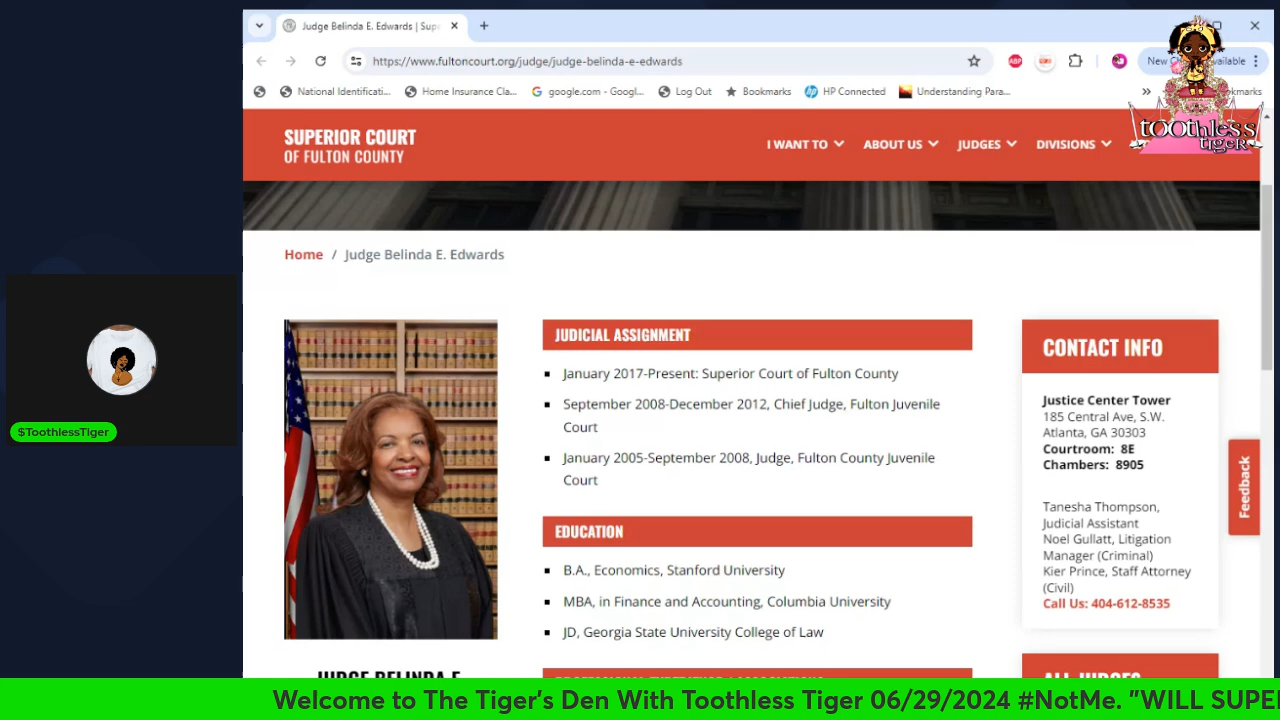 Judge Belinda E. Edwards | Sup
https://www.fultoncourt.org/judge/judge-belinda-e-edwards
ABP
New
available
National Identificati...
Home Insurance Cla...
google.com - Googl...
Log Out
Bookmarks
HP Connected
Understanding Para...
toothless
tiger
SUPERIOR COURT
OF FULTON COUNTY
I WANT TO
ABOUT US
JUDGES
DIVISIONS
Home / Judge Belinda E. Edwards
JUDICIAL ASSIGNMENT
January 2017-Present: Superior Court of Fulton County
September 2008-December 2012, Chief Judge, Fulton Juvenile
Court
January 2005-September 2008, Judge, Fulton County Juvenile
Court
EDUCATION
B.A., Economics, Stanford University
MBA, in Finance and Accounting, Columbia University
JD, Georgia State University College of Law
CONTACT INFO
Justice Center Tower
185 Central Ave, S.W.
Atlanta, GA 30303
Courtroom: 8E
Chambers: 8905
Tanesha Thompson,
Judicial Assistant
Noel Gullatt, Litigation
Manager (Criminal)
Kier Prince, Staff Attorney
(Civil)
Call Us: 404-612-8535
Feedback
ALL JUDGES
JUDGE BELINDA E
$ToothlessTiger
Welcome to The Tiger's Den With Toothless Tiger 06/29/2024 #NotMe. "WILL SUPE